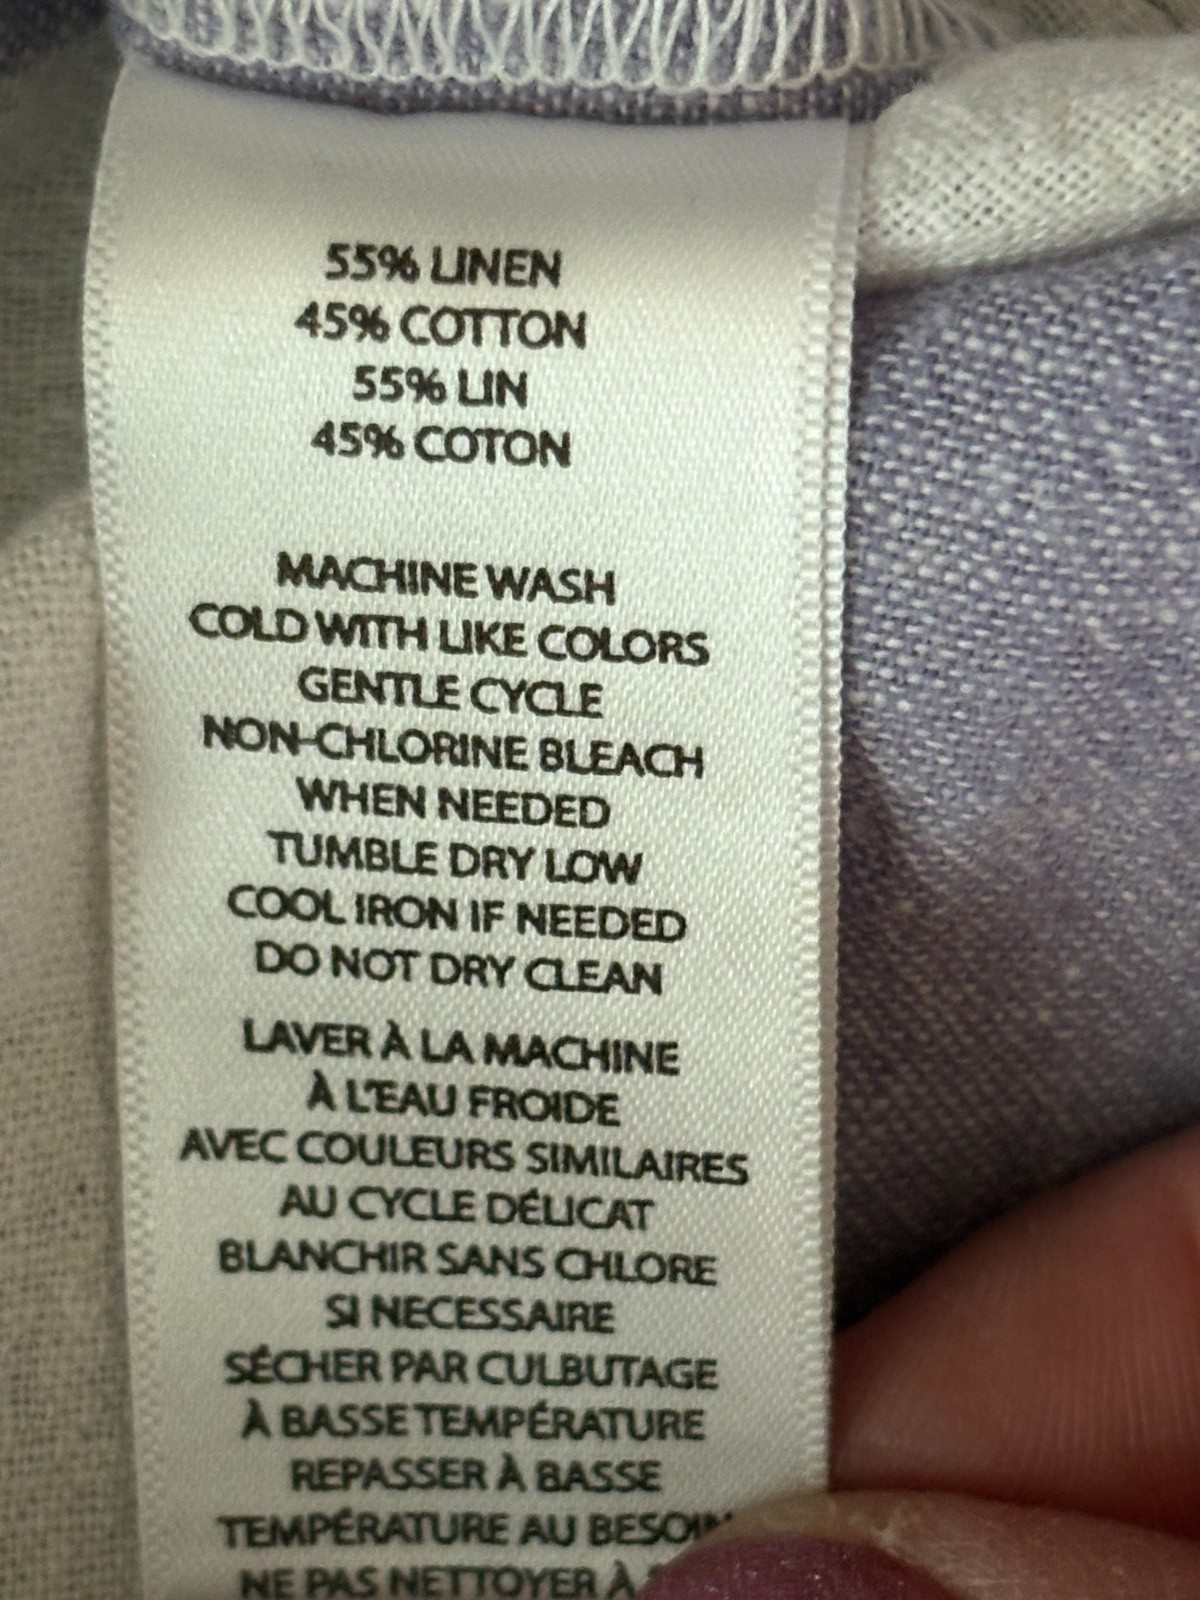 55% LINEN
45% COTTON
55% LIN
45% COTON
MACHINE WASH
COLD WITH LIKE COLORS
GENTLE CYCLE
NON-CHLORINE BLEACH
WHEN NEEDED
TUMBLE DRY LOW
COOL IRON IF NEEDED
DO NOT DRY CLEAN
LAVER À LA MACHINE
À L'EAU FROIDE
AVEC COULEURS SIMILAIRES
AU CYCLE DÉLICAT
BLANCHIR SANS CHLORE
SI NECESSAIRE
SÉCHER PAR CULBUTAGE
À BASSE TEMPÉRATURE
REPASSER À BASSE
TEMPÉRATURE AU BESOIN
NE PAS NETTOYER À